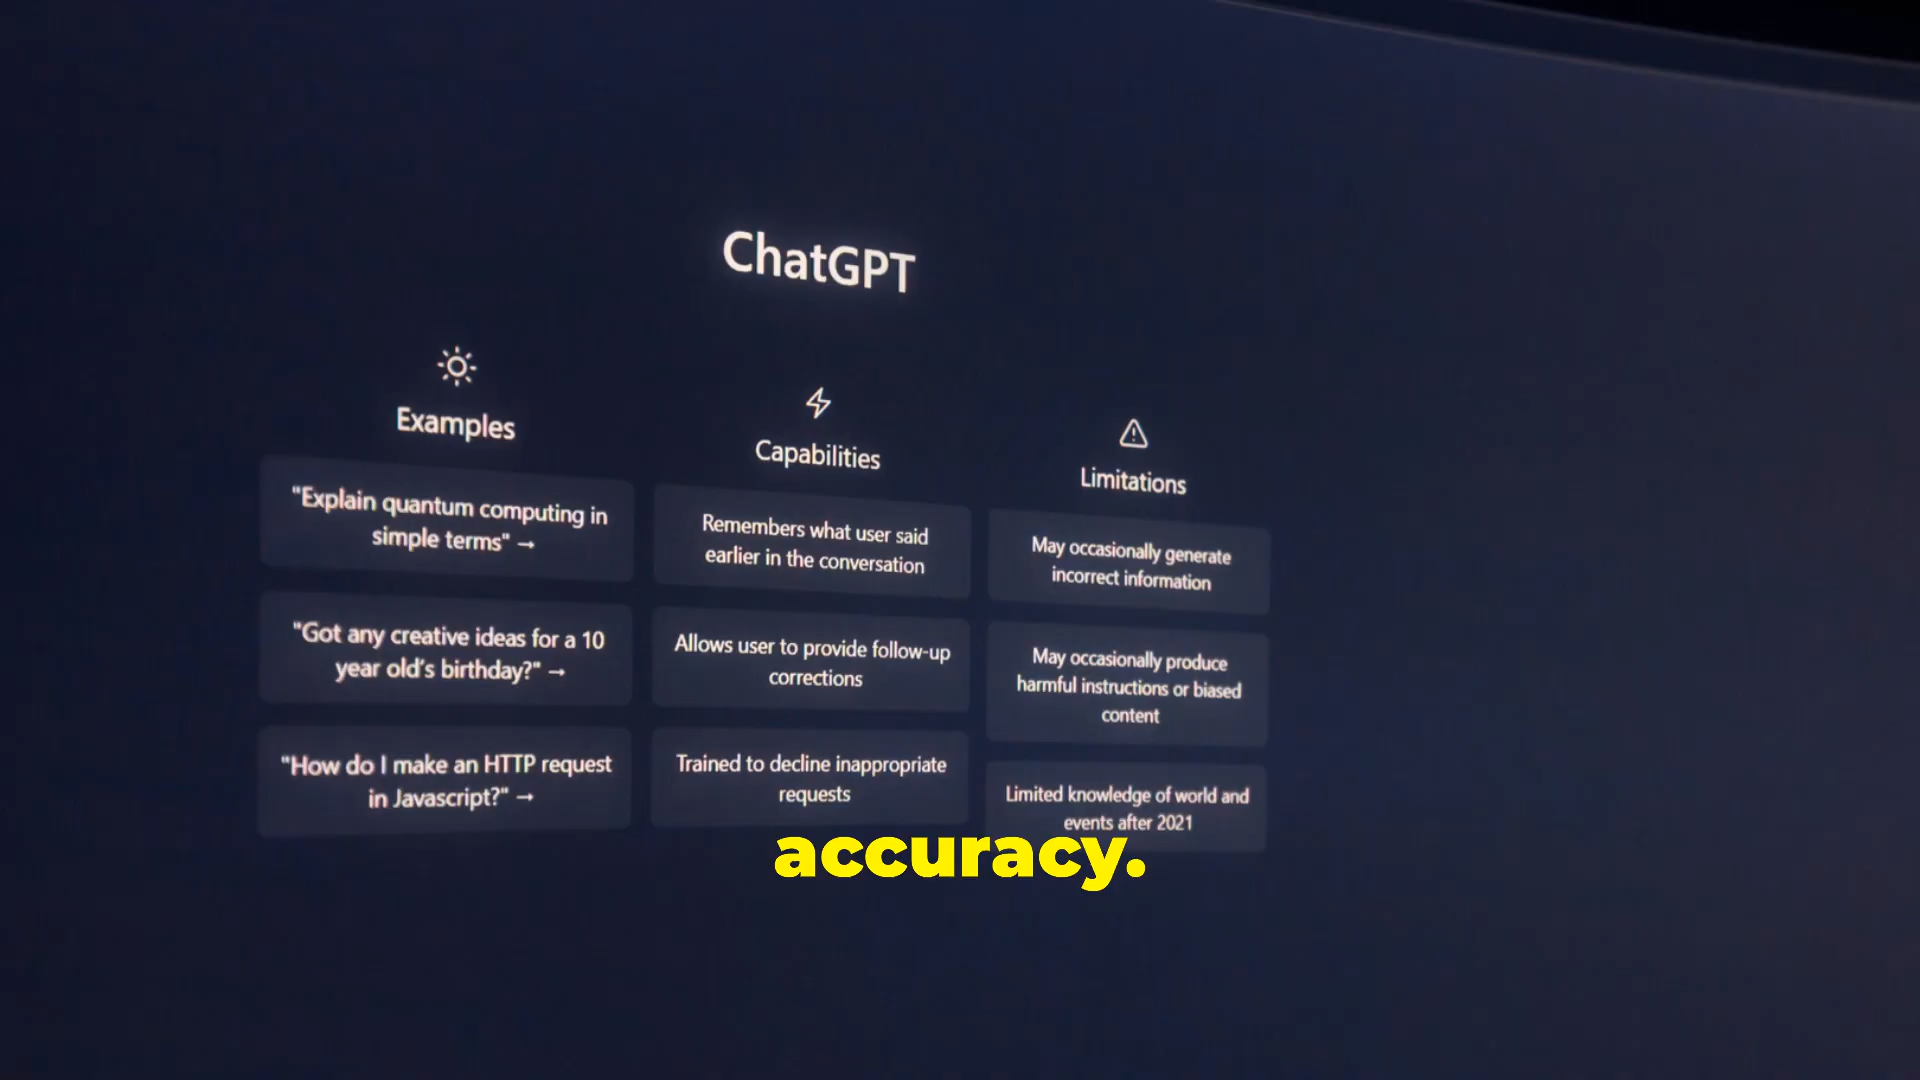 ChatGPT
Examples
"Explain quantum computing in
simple terms" →
"Got any creative ideas for a 10
year old's birthday?" →
"How do I make an HTTP request
in Javascript?" →
Capabilities
Remembers what user said
earlier in the conversation
Allows user to provide follow-up
corrections
Trained to decline inappropriate
requests
Limitations
May occasionally generate
incorrect information
May occasionally produce
harmful instructions or biased
content
Limited knowledge of world and
events after 2021
accuracy.